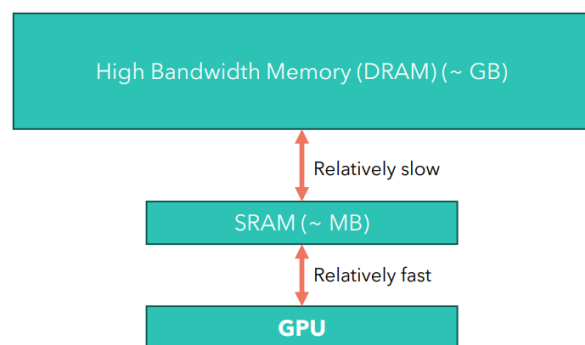 High Bandwidth Memory (DRAM) (~ GB)
Relatively slow
SRAM (~ MB)
Relatively fast
GPU